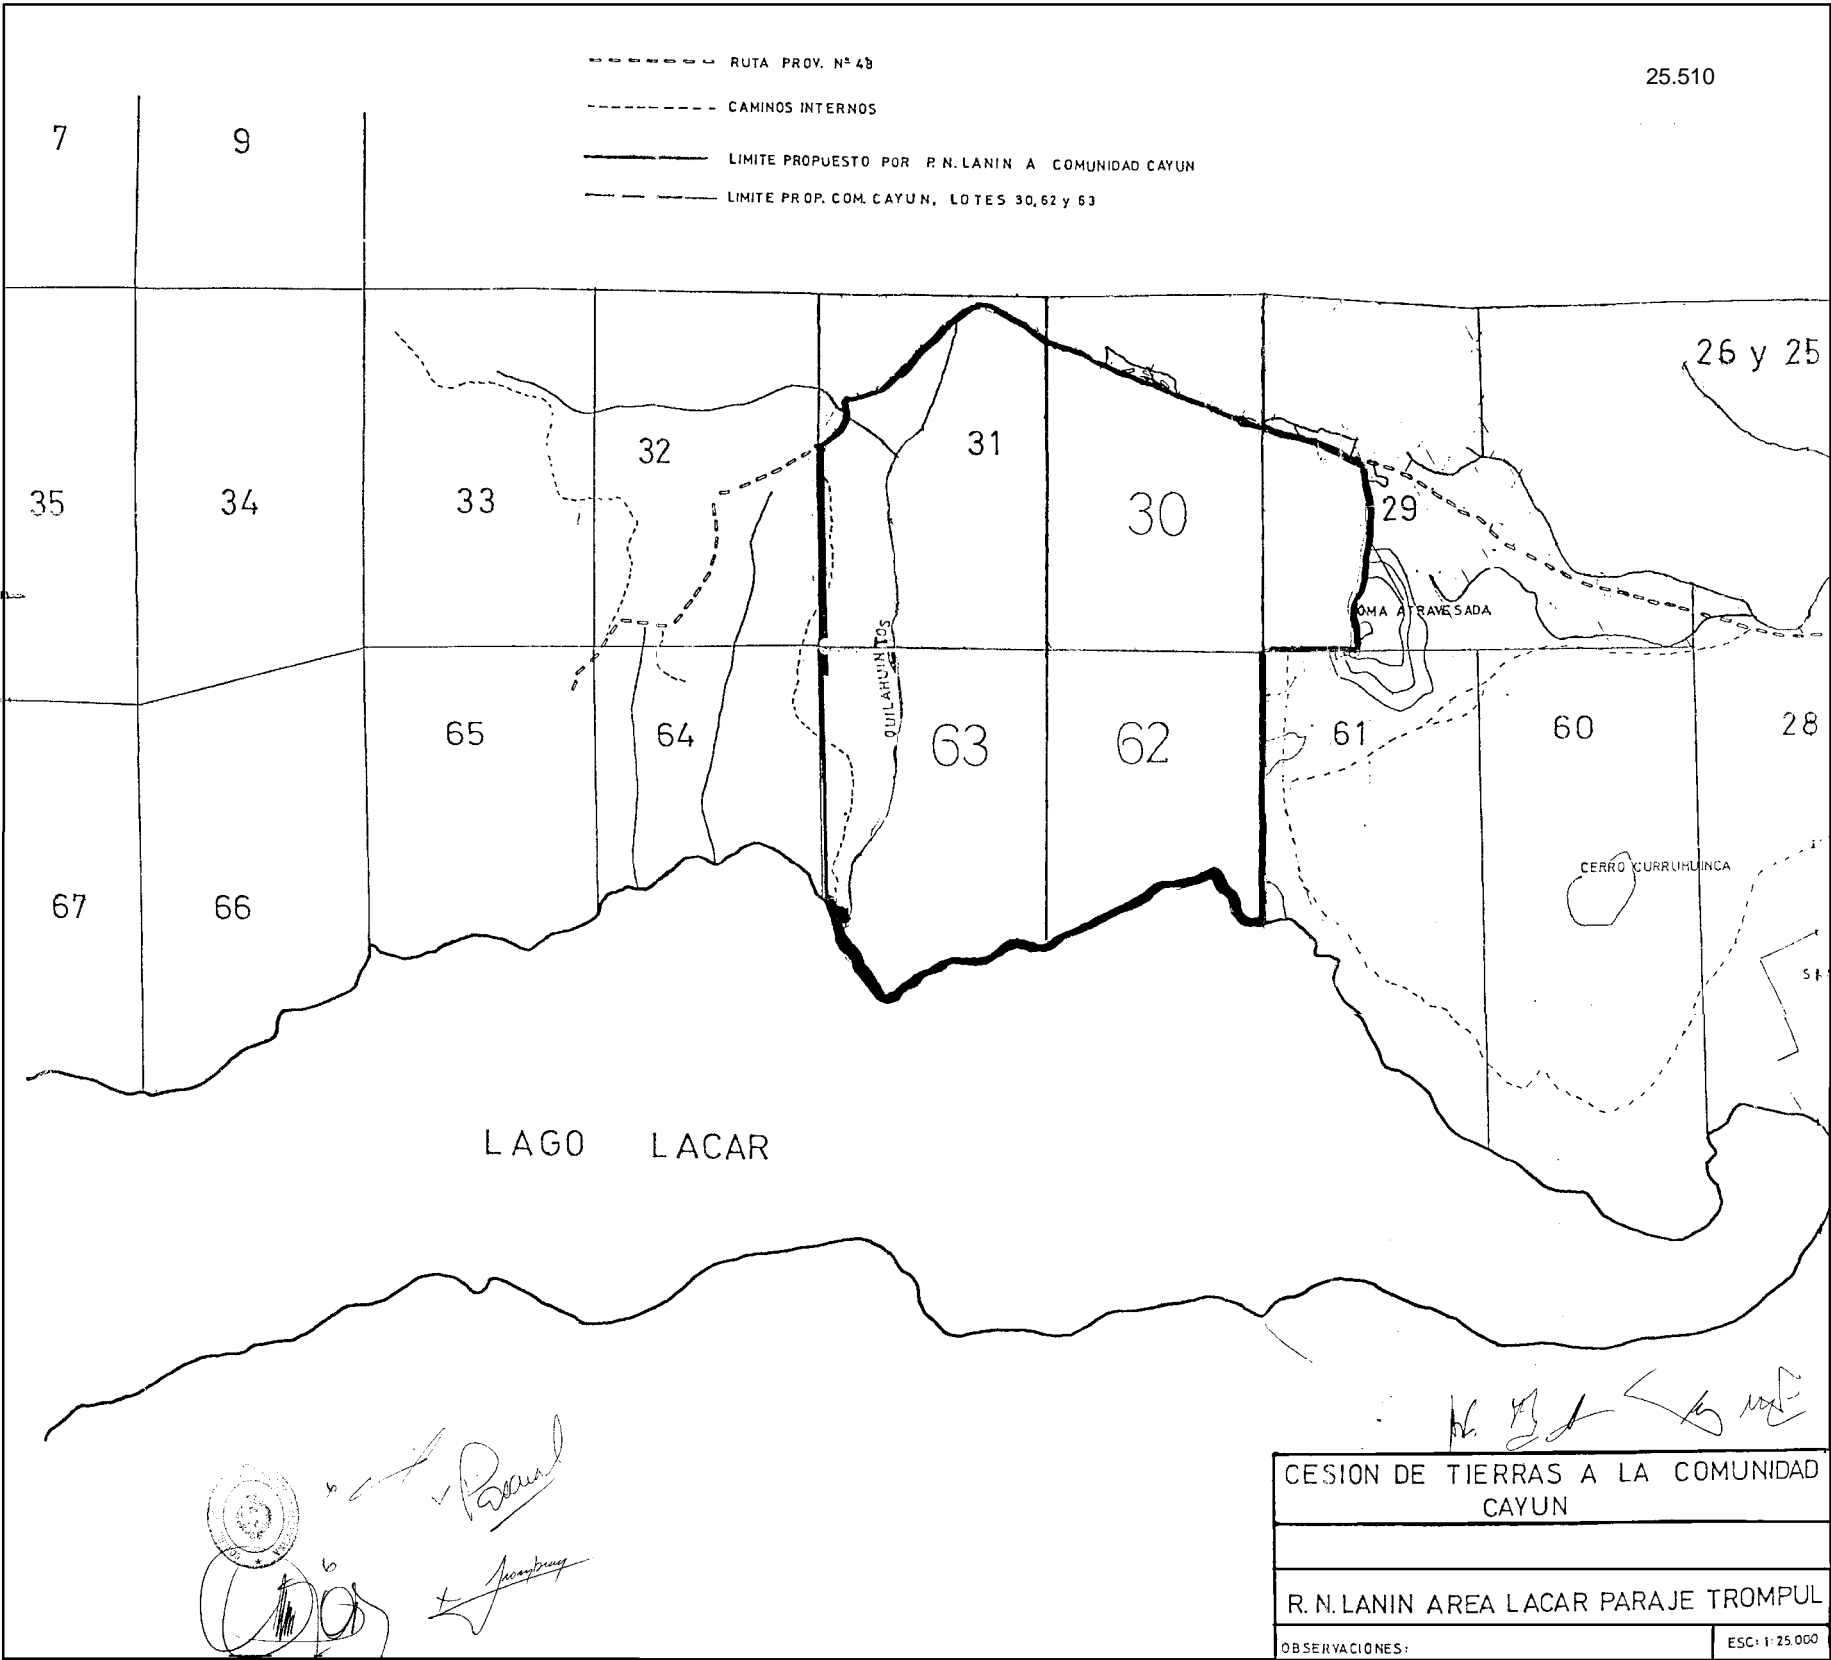 RUTA PROV. Nº 48
25.510
CAMINOS INTERNOS
LIMITE PROPUESTO POR P. N. LANIN A COMUNIDAD CAYUN
LIMITE PROP. COM. CAYUN, LOTES 30, 62 y 63
7
9
26 y 25
32
31
35
34
33
30
29
OMA ATRAVESADA
QUILAHUINTOS
65
64
63
62
61
60
28
CERRO CURRUHUINCA
67
66
LAGO LACAR
CESION DE TIERRAS A LA COMUNIDAD
CAYUN
R. N. LANIN AREA LACAR PARAJE TROMPUL
OBSERVACIONES:
ESC: 1:25.000